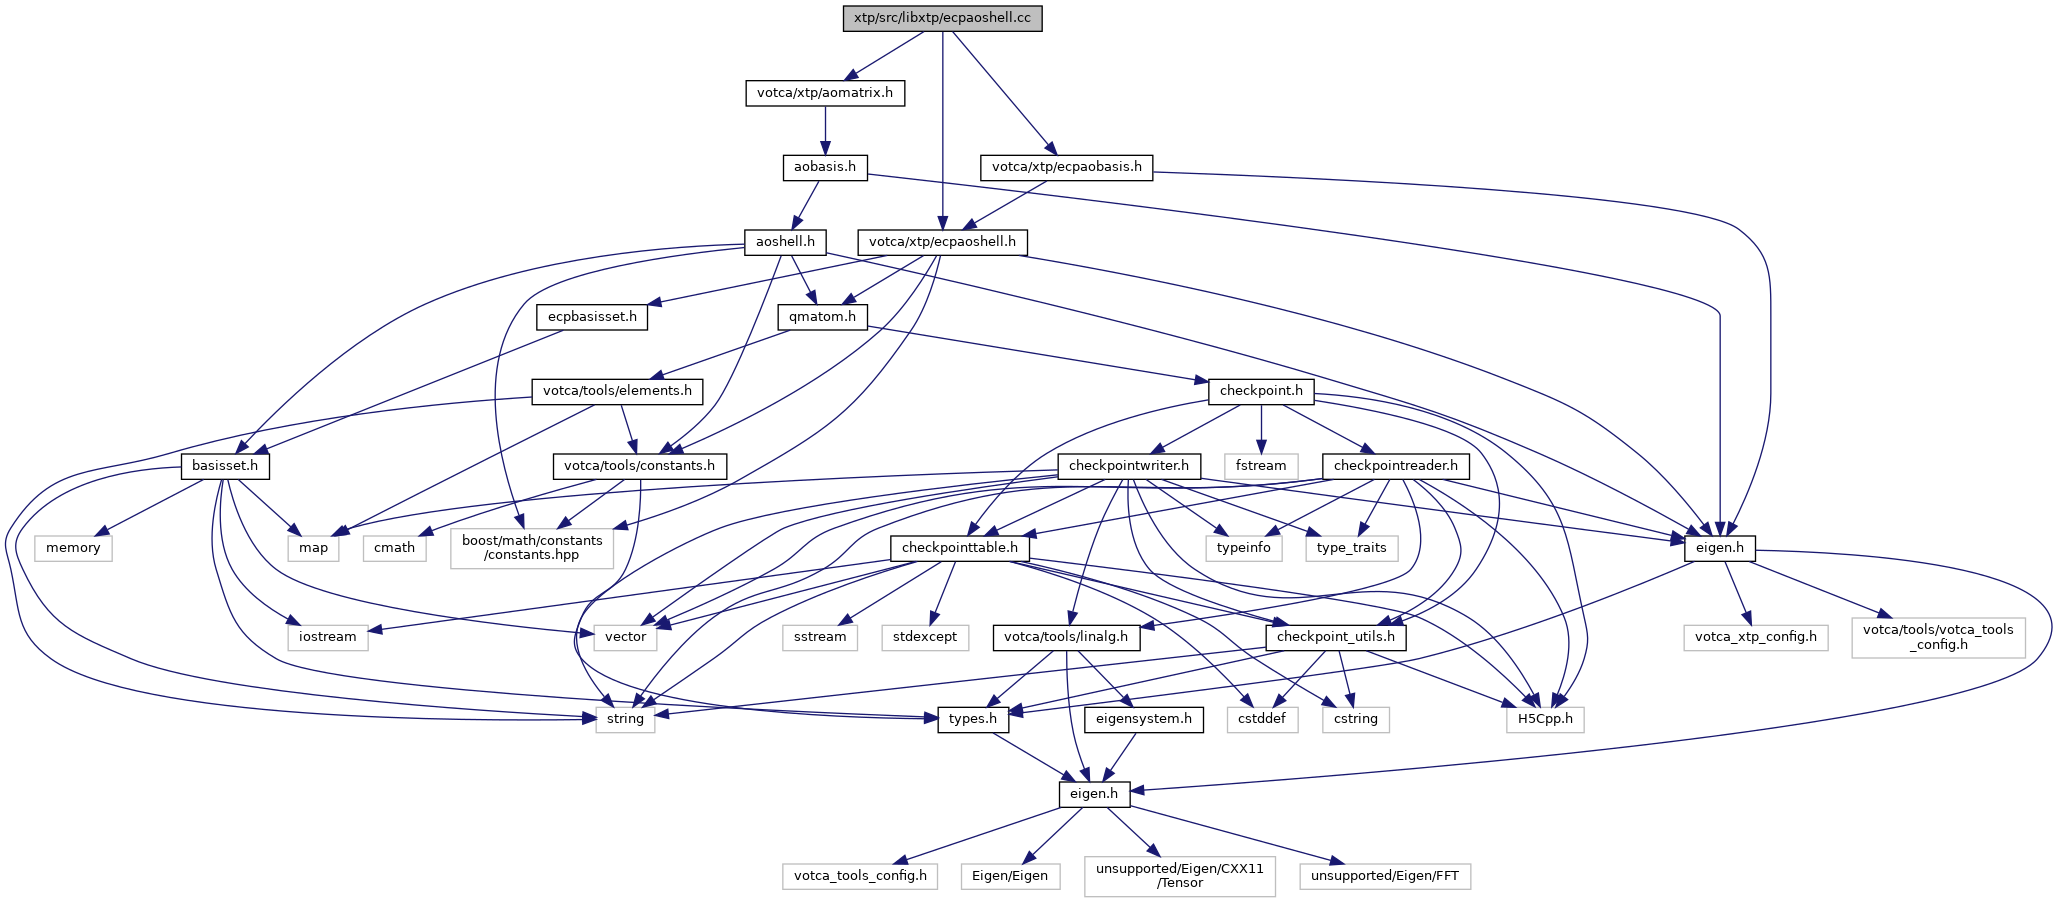 xtp/src/libxtp/ecpaoshell.cc
votca/xtp/aomatrix.h
aobasis.h
votca/xtp/ecpaobasis.h
aoshell.h
votca/xtp/ecpaoshell.h
ecpbasisset.h
qmatom.h
votca/tools/elements.h
checkpoint.h
basisset.h
votca/tools/constants.h
checkpointwriter.h
fstream
checkpointreader.h
memory
map
cmath
boost/math/constants
/constants.hpp
checkpointtable.h
typeinfo
type_traits
eigen.h
iostream
vector
sstream
stdexcept
votca/tools/linalg.h
checkpoint_utils.h
votca_xtp_config.h
votca/tools/votca_tools
_config.h
string
types.h
eigensystem.h
cstddef
cstring
H5Cpp.h
eigen.h
votca_tools_config.h
Eigen/Eigen
unsupported/Eigen/CXX11
/Tensor
unsupported/Eigen/FFT